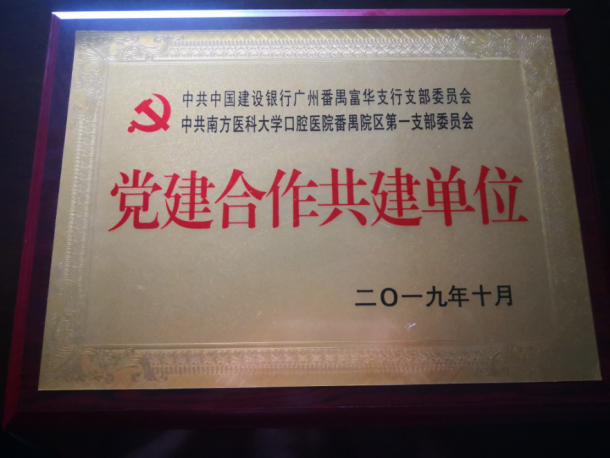 中共中国建设银行广州番禺富华支行支部委员会
中共南方医科大学口腔医院番禺院区第一支部委员会
党建合作共建单位
二〇一九年十月